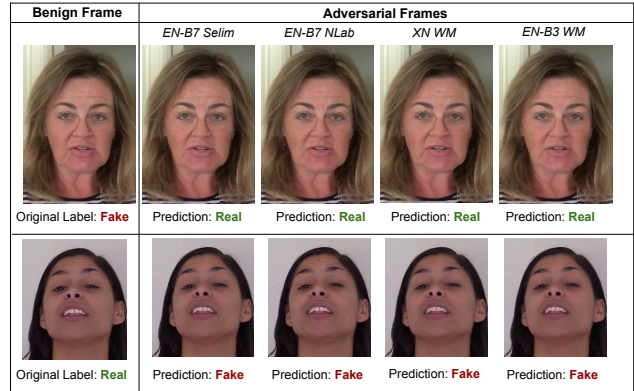 Benign Frame Adversarial Frames
EN-B7 Selim EN-B7 NLab XN WM EN-B3 WM
Original Label: Fake Prediction: Real Prediction: Real Prediction: Real Prediction: Real
Original Label: Real Prediction: Fake Prediction: Fake Prediction: Fake Prediction: Fake